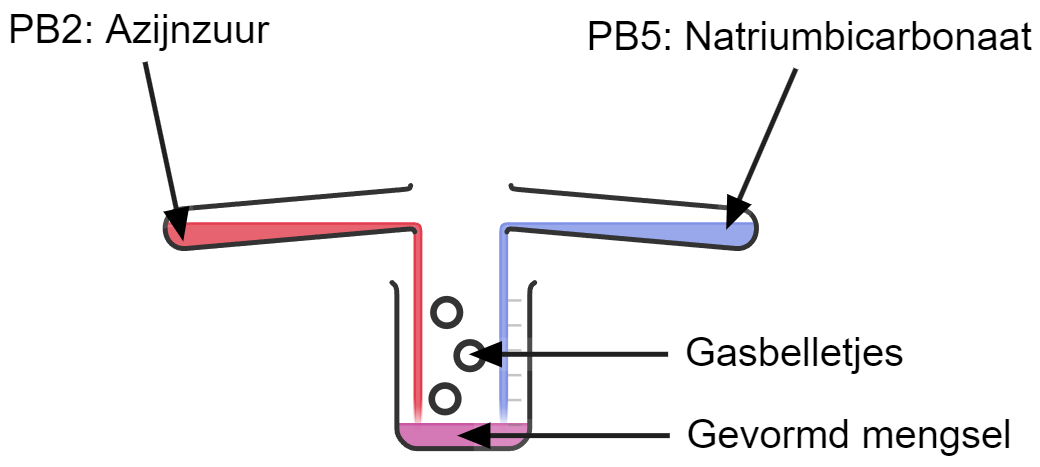 PB2: Azijnzuur
PB5: Natriumbicarbonaat
Gasbelletjes
Gevormd mengsel